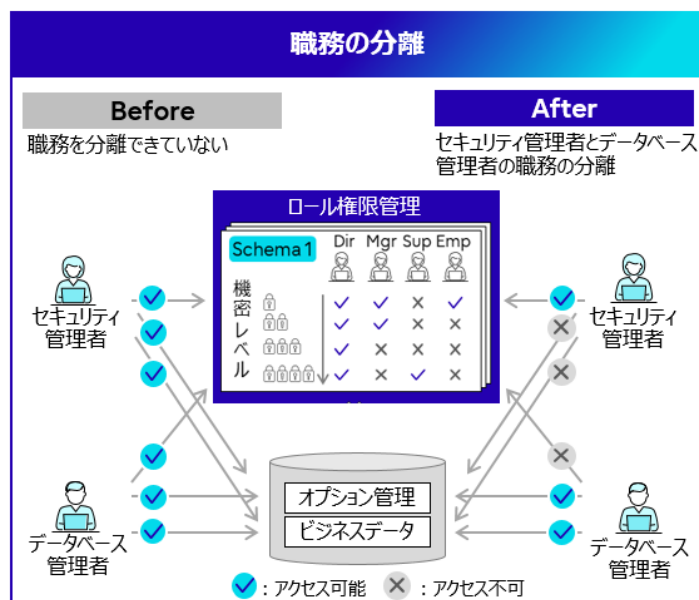 職務の分離
Before
職務を分離できていない
After
セキュリティ管理者とデータベース
管理者の職務の分離
ロール権限管理
Schema1
Dir Mgr Sup Emp
機密レベル
セキュリティ
管理者
セキュリティ
管理者
オプション管理
ビジネスデータ
データベース
管理者
データベース
管理者
：アクセス可能 ：アクセス不可